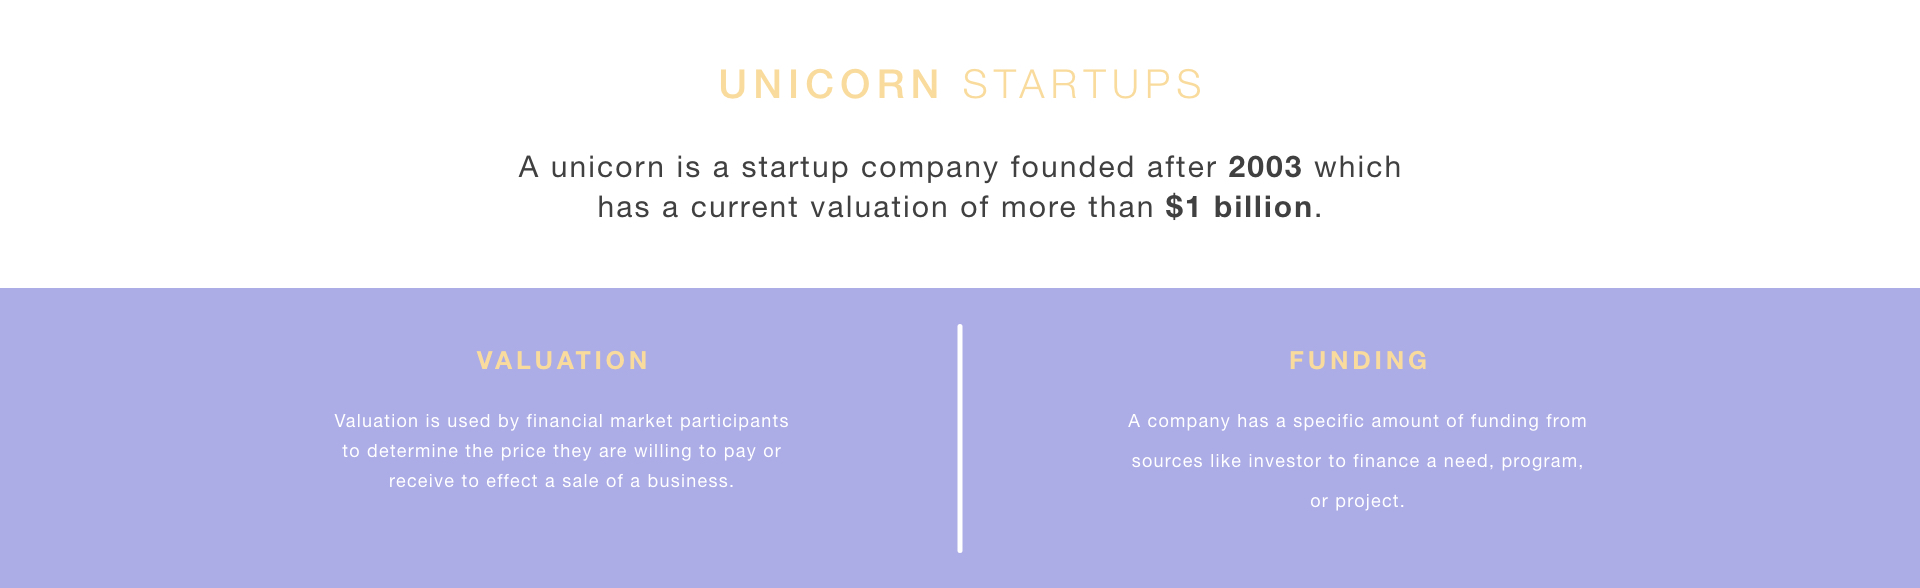 UNICORN STARTUPS
A unicorn is a startup company founded after 2003 which
has a current valuation of more than $1 billion.
VALUATION
Valuation is used by financial market participants
to determine the price they are willing to pay or
receive to effect a sale of a business.
FUNDING
A company has a specific amount of funding from
sources like investor to finance a need, program,
or project.